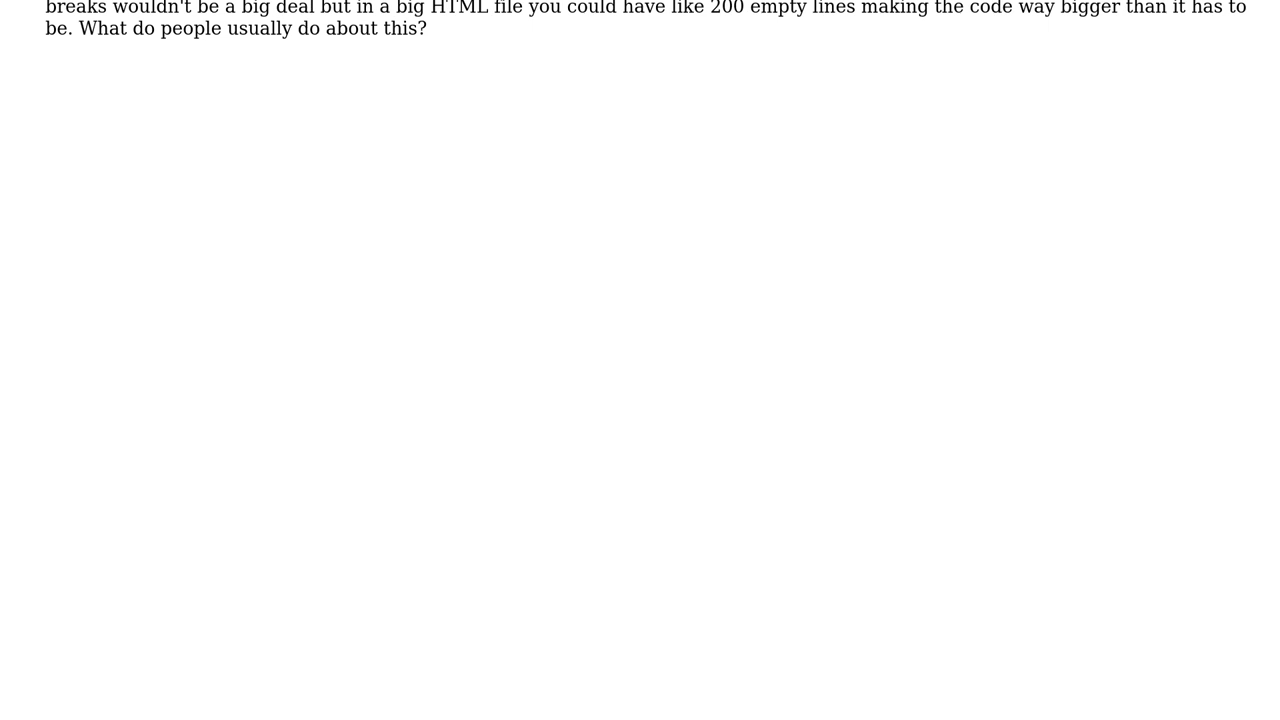 breaks wouldn't be a big deal but in a big HTML file you could have like 200 empty lines making the code way bigger than it has to
be. What do people usually do about this?